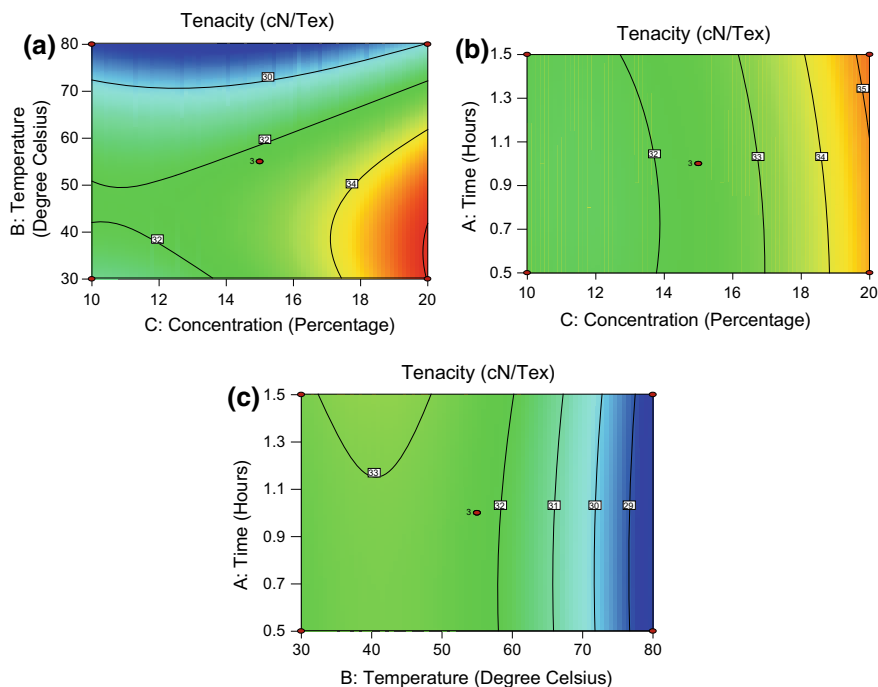 Tenacity (cN/Tex)
(a)
80
70
60
50
40
30
B: Temperature
(Degree Celsius)
30
32
3
34
32
10 12 14 16 18 20
C: Concentration (Percentage)
Tenacity (cN/Tex)
(b)
1.5
1.3
1.1
0.9
0.7
0.5
A: Time (Hours)
35
32
3
33
34
10 12 14 16 18 20
C: Concentration (Percentage)
Tenacity (cN/Tex)
(c)
1.5
1.3
1.1
0.9
0.7
0.5
A: Time (Hours)
33
3
32
31
30
29
30 40 50 60 70 80
B: Temperature (Degree Celsius)